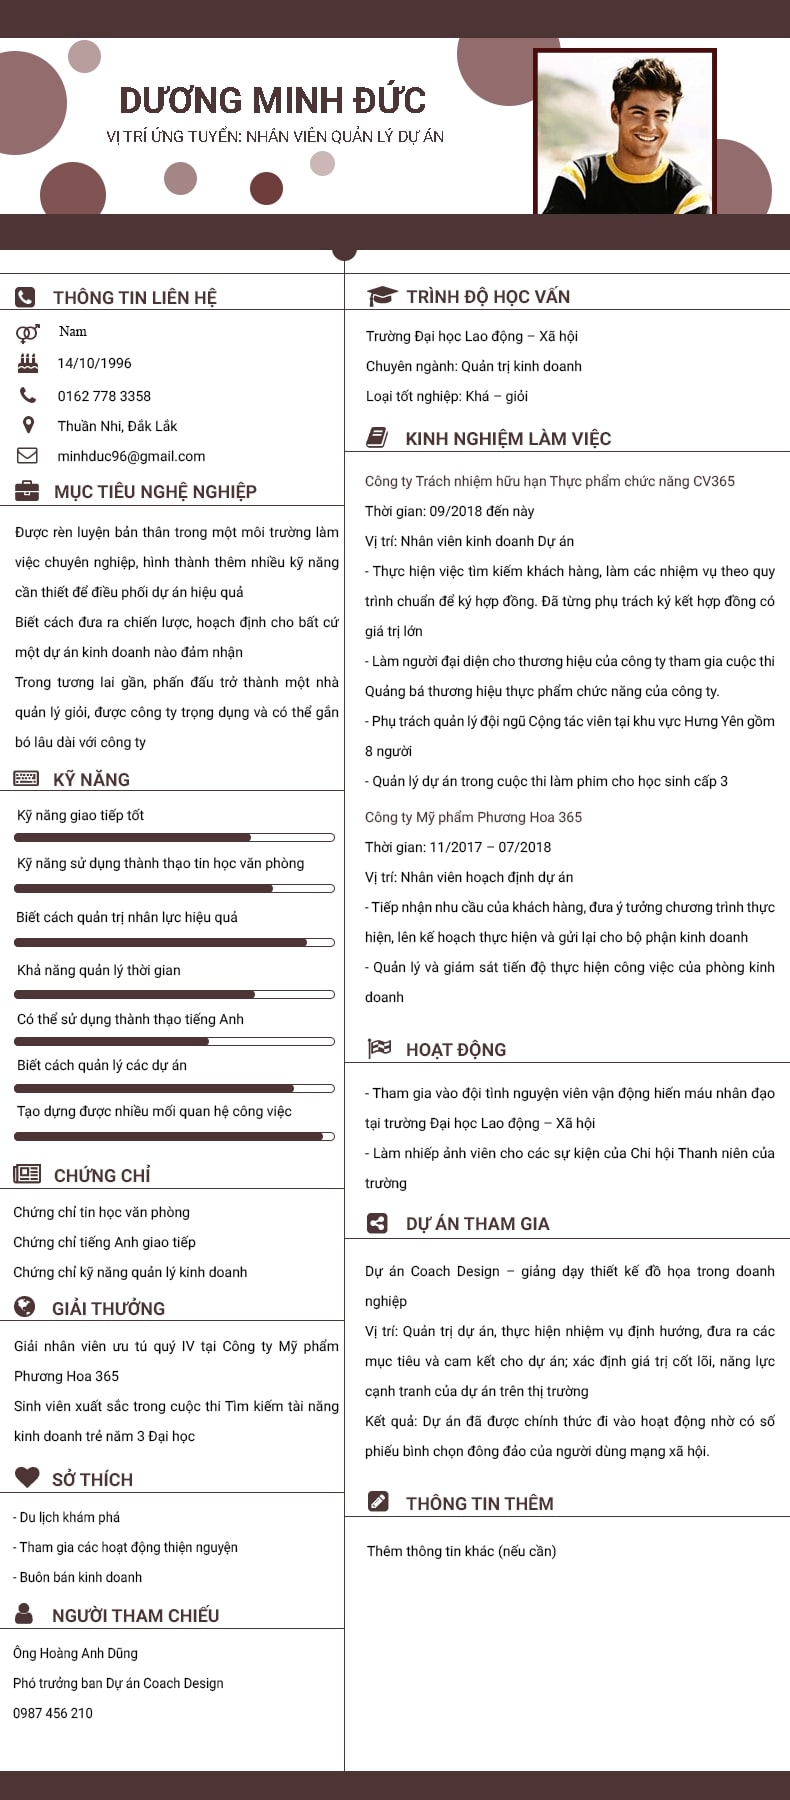 DƯƠNG MINH ĐỨC
VỊ TRÍ ỨNG TUYỂN: NHÂN VIÊN QUẢN LÝ DỰ ÁN
THÔNG TIN LIÊN HỆ
Nam
14/10/1996
0162 778 3358
Thuần Nhi, Đắk Lắk
minhduc96@gmail.com
MỤC TIÊU NGHỀ NGHIỆP
Được rèn luyện bản thân trong một môi trường làm
việc chuyên nghiệp, hình thành thêm nhiều kỹ năng
cần thiết để điều phối dự án hiệu quả
Biết cách đưa ra chiến lược, hoạch định cho bất cứ
một dự án kinh doanh nào đảm nhận
Trong tương lai gần, phấn đấu trở thành một nhà
quản lý giỏi, được công ty trọng dụng và có thể gắn
bó lâu dài với công ty
KỸ NĂNG
Kỹ năng giao tiếp tốt
Kỹ năng sử dụng thành thạo tin học văn phòng
Biết cách quản trị nhân lực hiệu quả
Khả năng quản lý thời gian
Có thể sử dụng thành thạo tiếng Anh
Biết cách quản lý các dự án
Tạo dựng được nhiều mối quan hệ công việc
CHỨNG CHỈ
Chứng chỉ tin học văn phòng
Chứng chỉ tiếng Anh giao tiếp
Chứng chỉ kỹ năng quản lý kinh doanh
GIẢI THƯỞNG
Giải nhân viên ưu tú quý IV tại Công ty Mỹ phẩm
Phương Hoa 365
Sinh viên xuất sắc trong cuộc thi Tìm kiếm tài năng
kinh doanh trẻ năm 3 Đại học
SỞ THÍCH
- Du lịch khám phá
- Tham gia các hoạt động thiện nguyện
- Buôn bán kinh doanh
NGƯỜI THAM CHIẾU
Ông Hoàng Anh Dũng
Phó trưởng ban Dự án Coach Design
0987 456 210
TRÌNH ĐỘ HỌC VẤN
Trường Đại học Lao động – Xã hội
Chuyên ngành: Quản trị kinh doanh
Loại tốt nghiệp: Khá – giỏi
KINH NGHIỆM LÀM VIỆC
Công ty Trách nhiệm hữu hạn Thực phẩm chức năng CV365
Thời gian: 09/2018 đến này
Vị trí: Nhân viên kinh doanh Dự án
- Thực hiện việc tìm kiếm khách hàng, làm các nhiệm vụ theo quy
trình chuẩn để ký hợp đồng. Đã từng phụ trách ký kết hợp đồng có
giá trị lớn
- Làm người đại diện cho thương hiệu của công ty tham gia cuộc thi
Quảng bá thương hiệu thực phẩm chức năng của công ty.
- Phụ trách quản lý đội ngũ Cộng tác viên tại khu vực Hưng Yên gồm
8 người
- Quản lý dự án trong cuộc thi làm phim cho học sinh cấp 3
Công ty Mỹ phẩm Phương Hoa 365
Thời gian: 11/2017 – 07/2018
Vị trí: Nhân viên hoạch định dự án
- Tiếp nhận nhu cầu của khách hàng, đưa ý tưởng chương trình thực
hiện, lên kế hoạch thực hiện và gửi lại cho bộ phận kinh doanh
- Quản lý và giám sát tiến độ thực hiện công việc của phòng kinh
doanh
HOẠT ĐỘNG
- Tham gia vào đội tình nguyện viên vận động hiến máu nhân đạo
tại trường Đại học Lao động – Xã hội
- Làm nhiếp ảnh viên cho các sự kiện của Chi hội Thanh niên của
trường
DỰ ÁN THAM GIA
Dự án Coach Design – giảng dạy thiết kế đồ họa trong doanh
nghiệp
Vị trí: Quản trị dự án, thực hiện nhiệm vụ định hướng, đưa ra các
mục tiêu và cam kết cho dự án; xác định giá trị cốt lõi, năng lực
cạnh tranh của dự án trên thị trường
Kết quả: Dự án đã được chính thức đi vào hoạt động nhờ có số
phiếu bình chọn đông đảo của người dùng mạng xã hội.
THÔNG TIN THÊM
Thêm thông tin khác (nếu cần)